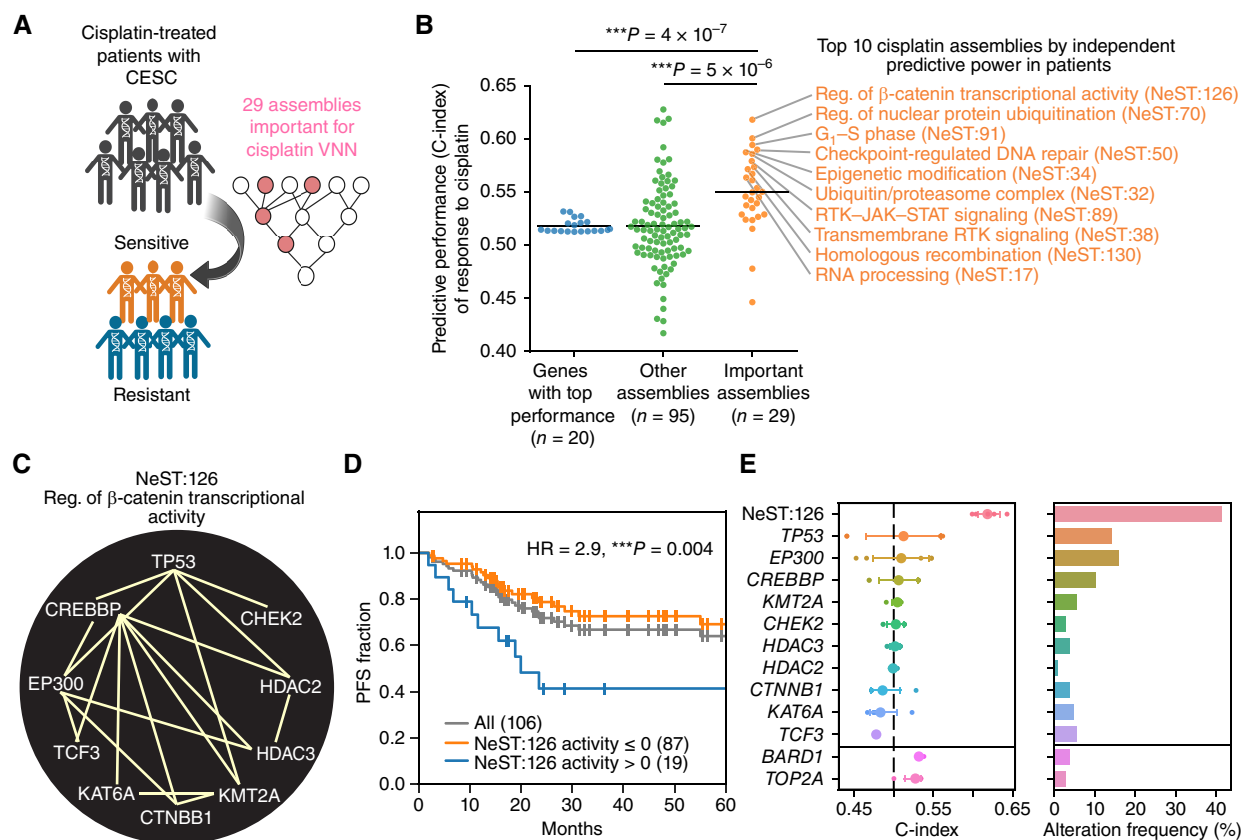 A
Cisplatin-treated
patients with
CESC
29 assemblies
important for
cisplatin VNN
Sensitive
Resistant
B
***P = 4 × 10⁻⁷
***P = 5 × 10⁻⁶
Predictive performance (C-index)
of response to cisplatin
0.65
0.60
0.55
0.50
0.45
0.40
Genes
with top
performance
(n = 20)
Other
assemblies
(n = 95)
Important
assemblies
(n = 29)
Top 10 cisplatin assemblies by independent
predictive power in patients
Reg. of β-catenin transcriptional activity (NeST:126)
Reg. of nuclear protein ubiquitination (NeST:70)
G₁–S phase (NeST:91)
Checkpoint-regulated DNA repair (NeST:50)
Epigenetic modification (NeST:34)
Ubiquitin/proteasome complex (NeST:32)
RTK–JAK–STAT signaling (NeST:89)
Transmembrane RTK signaling (NeST:38)
Homologous recombination (NeST:130)
RNA processing (NeST:17)
C
NeST:126
Reg. of β-catenin transcriptional
activity
TP53
CREBBP
CHEK2
EP300
HDAC2
TCF3
HDAC3
KAT6A
KMT2A
CTNBB1
D
PFS fraction
1.0
0.8
0.6
0.4
0.2
0.0
HR = 2.9, ***P = 0.004
All (106)
NeST:126 activity ≤ 0 (87)
NeST:126 activity > 0 (19)
0 10 20 30 40 50 60
Months
E
NeST:126
TP53
EP300
CREBBP
KMT2A
CHEK2
HDAC3
HDAC2
CTNNB1
KAT6A
TCF3
BARD1
TOP2A
0.45 0.55 0.65
C-index
0 10 20 30 40
Alteration frequency (%)